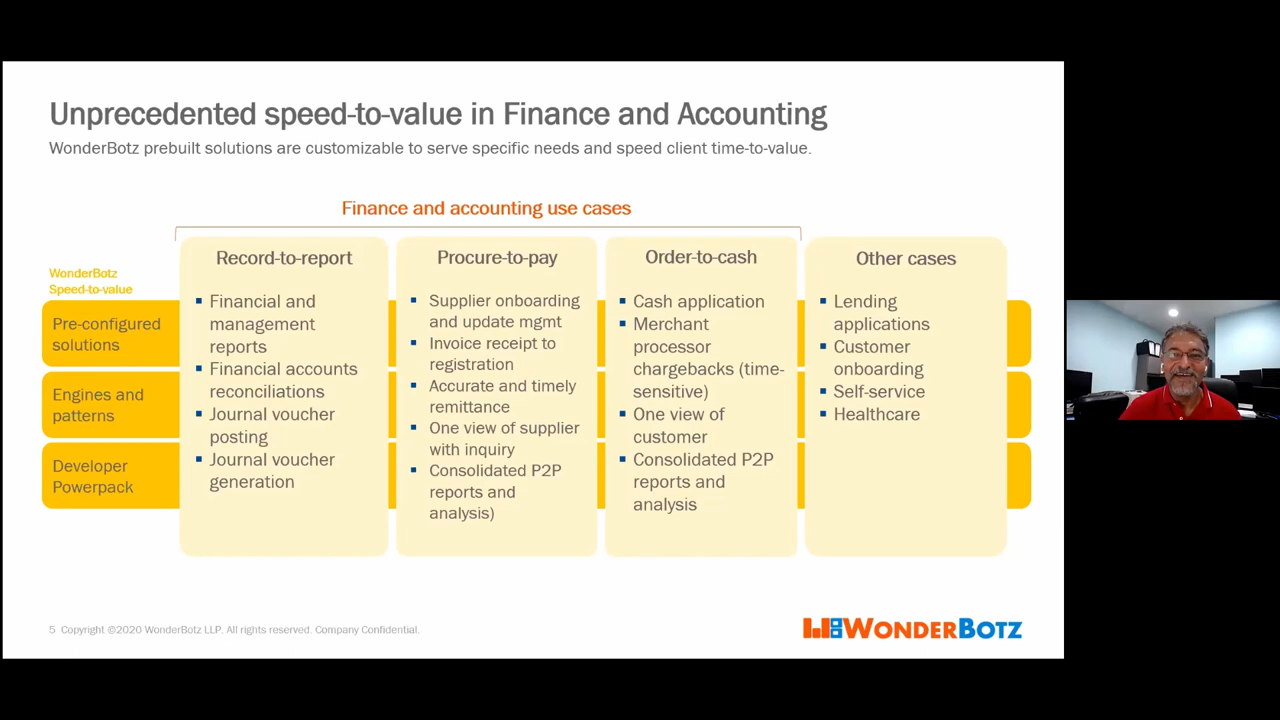 Unprecedented speed-to-value in Finance and Accounting
WonderBotz prebuilt solutions are customizable to serve specific needs and speed client time-to-value.
Finance and accounting use cases
WonderBotz
Speed-to-value
Pre-configured
solutions
Engines and
patterns
Developer
Powerpack
Record-to-report
▪ Financial and
management
reports
▪ Financial accounts
reconciliations
▪ Journal voucher
posting
▪ Journal voucher
generation
Procure-to-pay
▪ Supplier onboarding
and update mgmt
▪ Invoice receipt to
registration
▪ Accurate and timely
remittance
▪ One view of supplier
with inquiry
▪ Consolidated P2P
reports and
analysis)
Order-to-cash
▪ Cash application
▪ Merchant
processor
chargebacks (time-
sensitive)
▪ One view of
customer
▪ Consolidated P2P
reports and
analysis
Other cases
▪ Lending
applications
▪ Customer
onboarding
▪ Self-service
▪ Healthcare
5 Copyright ©2020 WonderBotz LLP. All rights reserved. Company Confidential.
WONDERBOTZ